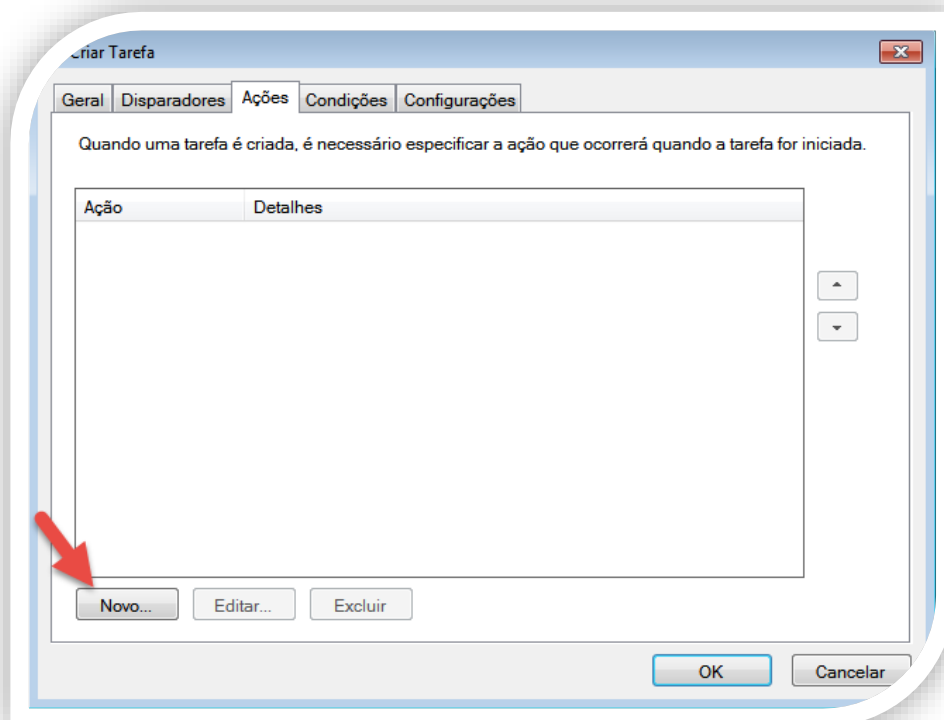 Criar Tarefa
Geral Disparadores Ações Condições Configurações
Quando uma tarefa é criada, é necessário especificar a ação que ocorrerá quando a tarefa for iniciada.
Ação Detalhes
Novo... Editar... Excluir
OK Cancelar